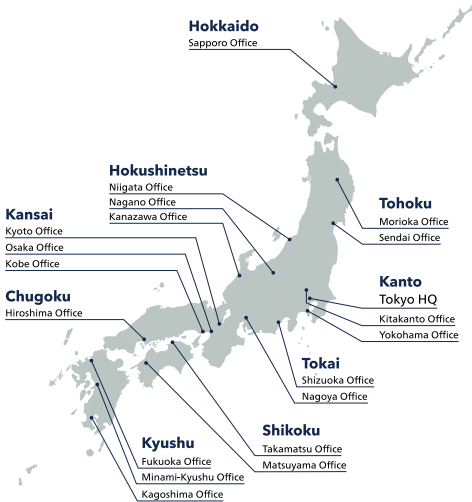 Hokkaido
Sapporo Office
Hokushinetsu
Niigata Office
Nagano Office
Kanazawa Office
Tohoku
Morioka Office
Sendai Office
Kansai
Kyoto Office
Osaka Office
Kobe Office
Kanto
Tokyo HQ
Kitakanto Office
Yokohama Office
Chugoku
Hiroshima Office
Tokai
Shizuoka Office
Nagoya Office
Shikoku
Takamatsu Office
Matsuyama Office
Kyushu
Fukuoka Office
Minami-Kyushu Office
Kagoshima Office